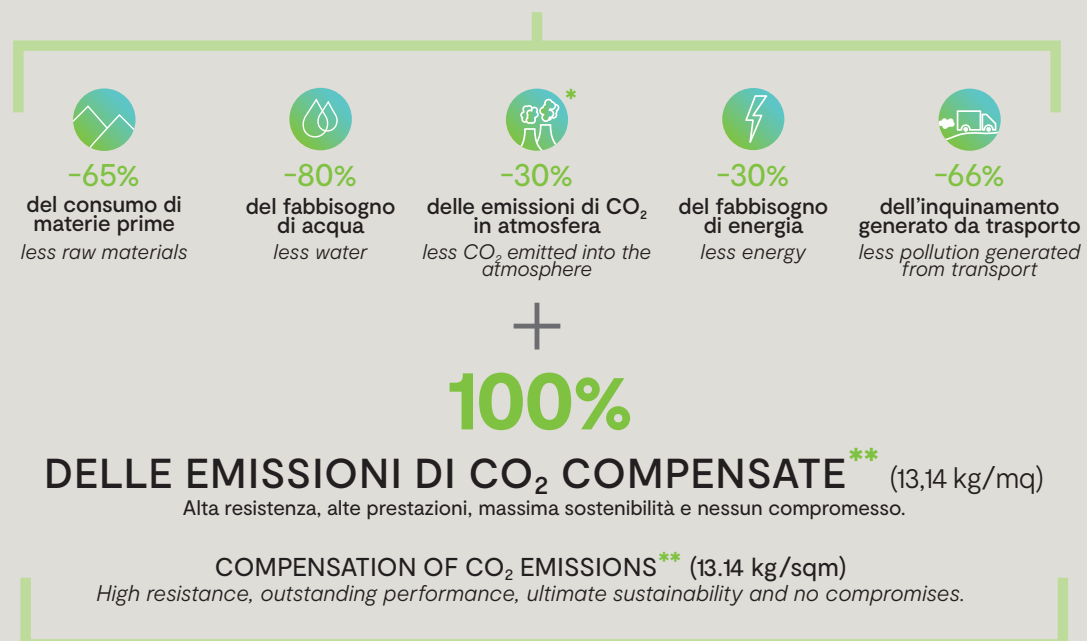 *
-65%
del consumo di
materie prime
less raw materials
-80%
del fabbisogno
di acqua
less water
-30%
delle emissioni di CO₂
in atmosfera
less CO₂ emitted into the
atmosphere
-30%
del fabbisogno
di energia
less energy
-66%
dell'inquinamento
generato da trasporto
less pollution generated
from transport
+
100%
DELLE EMISSIONI DI CO₂ COMPENSATE** (13,14 kg/mq)
Alta resistenza, alte prestazioni, massima sostenibilità e nessun compromesso.
COMPENSATION OF CO₂ EMISSIONS** (13.14 kg/sqm)
High resistance, outstanding performance, ultimate sustainability and no compromises.